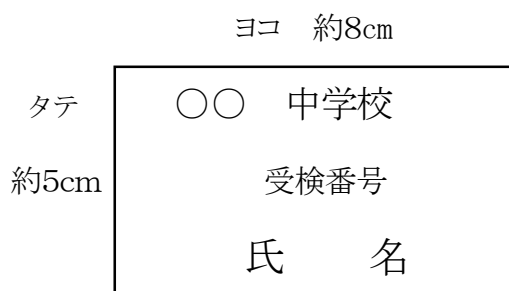 ヨコ　約8cm
タテ
○○　中学校
約5cm
受検番号
氏　　名